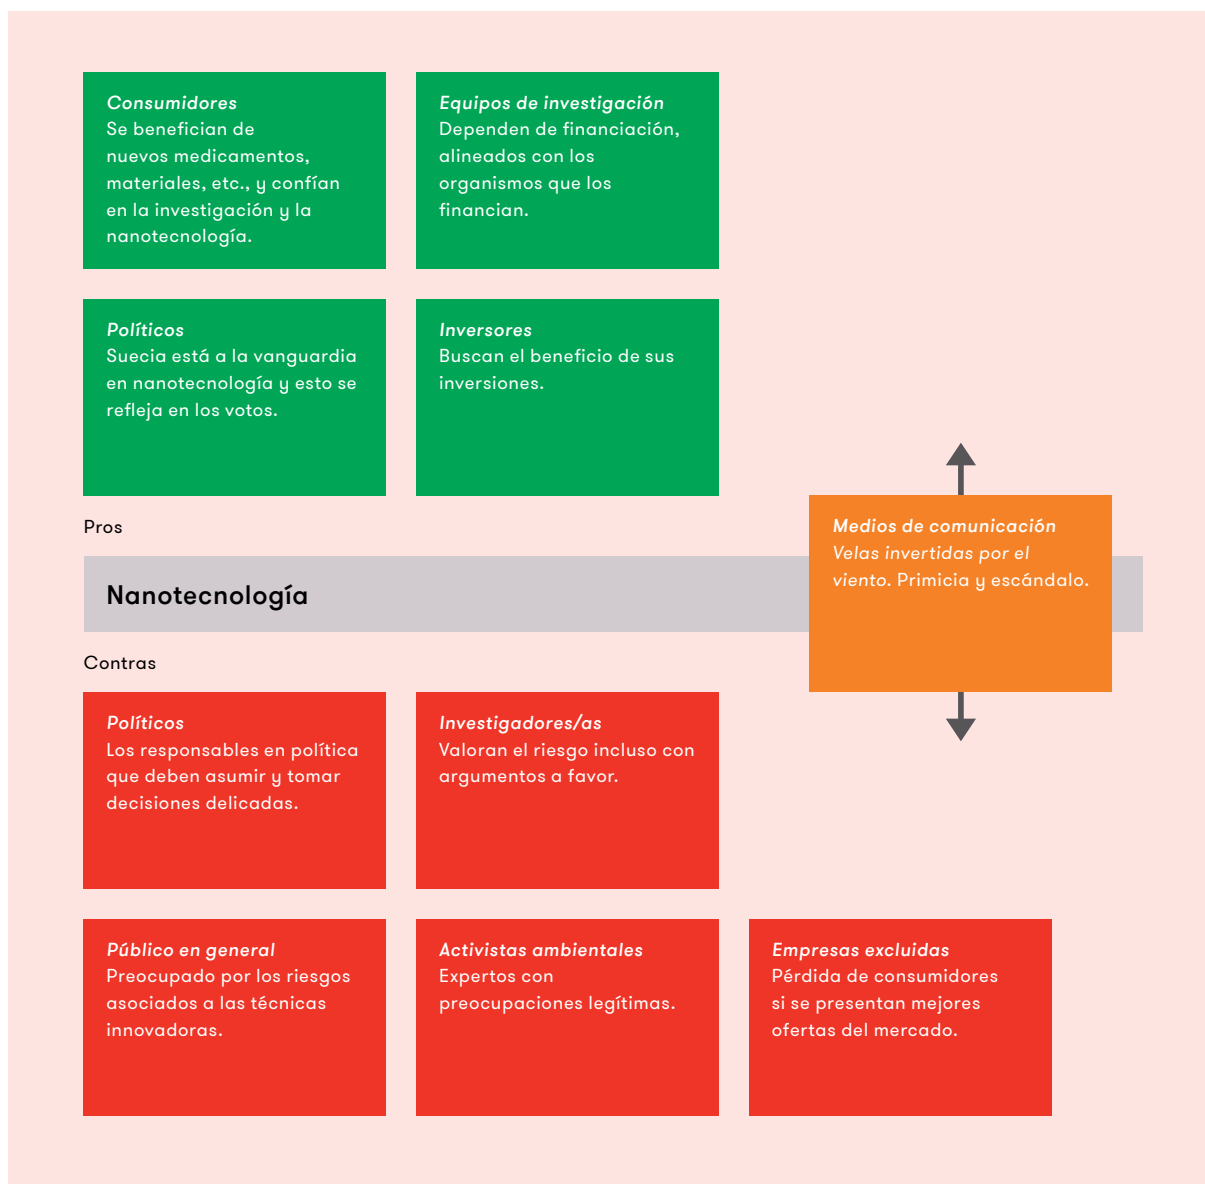 Consumidores
Se benefician de
nuevos medicamentos,
materiales, etc., y confían
en la investigación y la
nanotecnología.
Equipos de investigación
Dependen de financiación,
alineados con los
organismos que los
financian.
Políticos
Suecia está a la vanguardia
en nanotecnología y esto se
refleja en los votos.
Inversores
Buscan el beneficio de sus
inversiones.
Pros
Medios de comunicación
Velas invertidas por el
viento. Primicia y escándalo.
Nanotecnología
Contras
Políticos
Los responsables en política
que deben asumir y tomar
decisiones delicadas.
Investigadores/as
Valoran el riesgo incluso con
argumentos a favor.
Público en general
Preocupado por los riesgos
asociados a las técnicas
innovadoras.
Activistas ambientales
Expertos con
preocupaciones legítimas.
Empresas excluidas
Pérdida de consumidores
si se presentan mejores
ofertas del mercado.